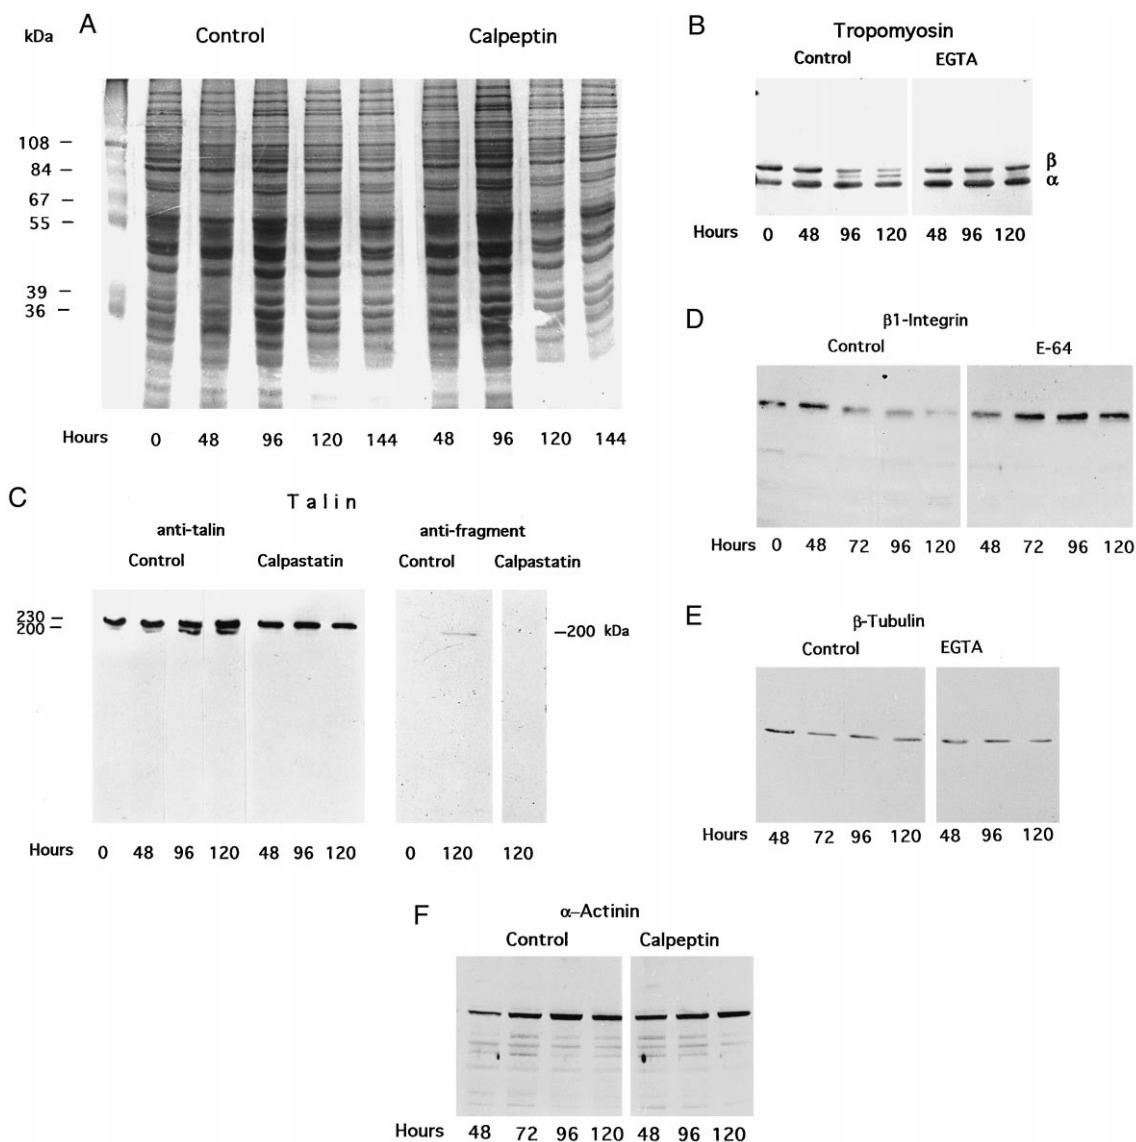 A
kDa
Control
Calpeptin
108
84
67
55
39
36
Hours
0 48 96 120 144 48 96 120 144
B
Tropomyosin
Control
EGTA
β
α
Hours 0 48 96 120 48 96 120
C
Talin
anti-talin
anti-fragment
Control
Calpastatin
Control
Calpastatin
230
200
200 kDa
Hours 0 48 96 120 48 96 120 0 120 120
D
β1-Integrin
Control
E-64
Hours 0 48 72 96 120 48 72 96 120
E
β-Tubulin
Control
EGTA
Hours 48 72 96 120 48 96 120
F
α-Actinin
Control
Calpeptin
Hours 48 72 96 120 48 96 120